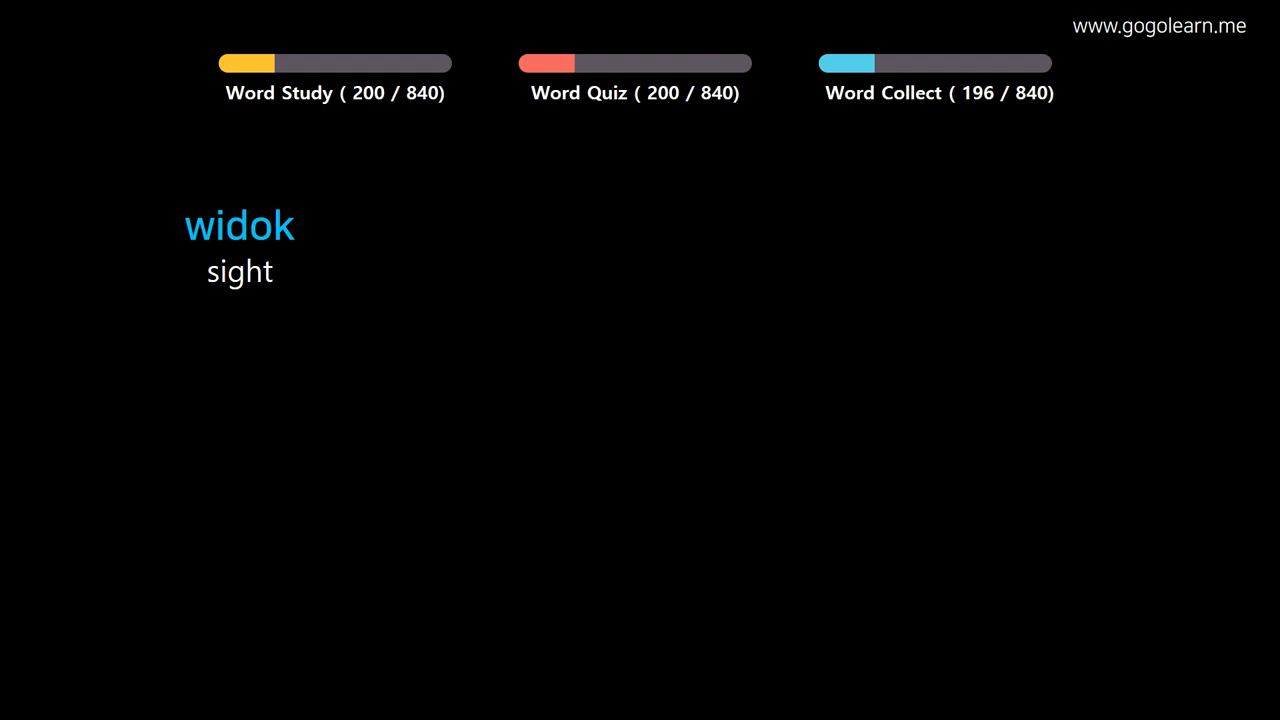 www.gogolearn.me
Word Study ( 200 / 840)
Word Quiz ( 200 / 840)
Word Collect ( 196 / 840)
widok
sight